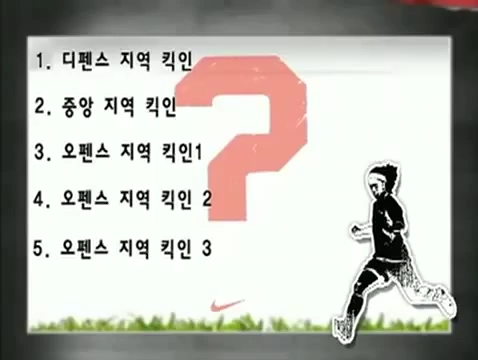 1. 디펜스 지역 킥인
2. 중앙 지역 킥인
3. 오펜스 지역 킥인1
4. 오펜스 지역 킥인 2
5. 오펜스 지역 킥인 3
?